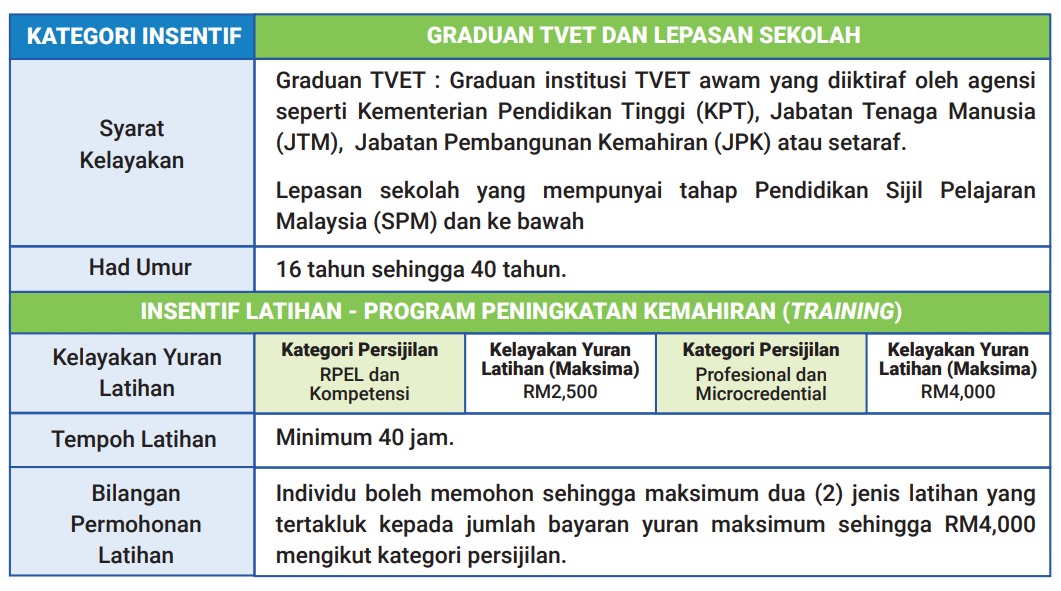 KATEGORI INSENTIF
GRADUAN TVET DAN LEPASAN SEKOLAH
Syarat
Kelayakan
Graduan TVET : Graduan institusi TVET awam yang diiktiraf oleh agensi
seperti Kementerian Pendidikan Tinggi (KPT), Jabatan Tenaga Manusia
(JTM), Jabatan Pembangunan Kemahiran (JPK) atau setaraf.
Lepasan sekolah yang mempunyai tahap Pendidikan Sijil Pelajaran
Malaysia (SPM) dan ke bawah
Had Umur
16 tahun sehingga 40 tahun.
INSENTIF LATIHAN - PROGRAM PENINGKATAN KEMAHIRAN (TRAINING)
Kelayakan Yuran
Latihan
Kategori Persijilan
RPEL dan
Kompetensi
Kelayakan Yuran
Latihan (Maksima)
RM2,500
Kategori Persijilan
Profesional dan
Microcredential
Kelayakan Yuran
Latihan (Maksima)
RM4,000
Tempoh Latihan
Minimum 40 jam.
Bilangan
Permohonan
Latihan
Individu boleh memohon sehingga maksimum dua (2) jenis latihan yang
tertakluk kepada jumlah bayaran yuran maksimum sehingga RM4,000
mengikut kategori persijilan.